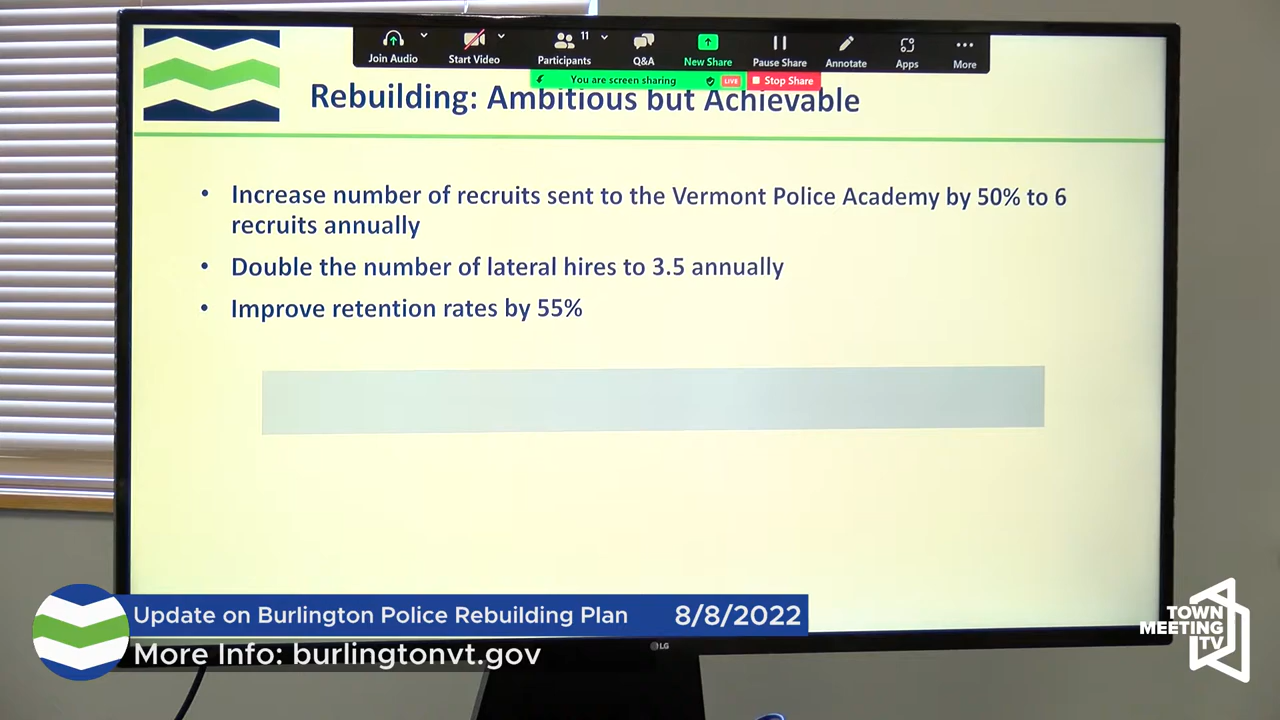 Join Audio
Start Video
11
Participants
Q&A
New Share
Pause Share
Annotate
Apps
More
You are screen sharing
LIVE
Stop Share
Rebuilding: Ambitious but Achievable
• Increase number of recruits sent to the Vermont Police Academy by 50% to 6
recruits annually
• Double the number of lateral hires to 3.5 annually
• Improve retention rates by 55%
Update on Burlington Police Rebuilding Plan 8/8/2022
More Info: burlingtonvt.gov
LG
TOWN
MEETING
TV